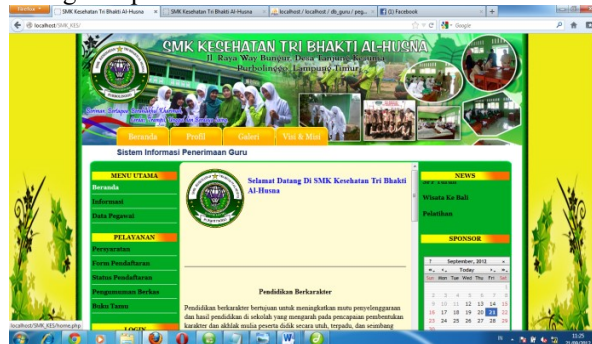 SMK Kesehatan Tri Bhakti Al-Husna
SMK Kesehatan Tri Bhakti Al-Husna
localhost / localhost / db_guru / peg...
(1) Facebook
localhost/SMK_KES/
Google
SMK KESEHATAN TRI BHAKTI AL-HUSNA
Jl Raya Way Bungur, Desa Tanjung Kesuma
Purbolinggo, Lampung Timur
Beranda
Profil
Galeri
Visi & Misi
Sistem Informasi Penerimaan Guru
MENU UTAMA
Beranda
Informasi
Data Pegawai
PELAYANAN
Persyaratan
Form Pendaftaran
Status Pendaftaran
Pengumuman Berkas
Buku Tamu
LOGIN
Selamat Datang Di SMK Kesehatan Tri Bhakti
Al-Husna
Pendidikan Berkarakter
Pendidikan berkarakter bertujuan untuk meningkatkan mutu penyelenggaraan
dan hasil pendidikan di sekolah yang mengarah pada pencapaian pembentukan
karakter dan akhlak mulia peserta didik secara utuh, terpadu, dan seimbang
NEWS
Wisata Ke Bali
Pelatihan
SPONSOR
? September, 2012 ×
Today
Sun Mon Tue Wed Thu Fri Sat
1
2 3 4 5 6 7 8
9 10 11 12 13 14 15
16 17 18 19 20 21 22
23 24 25 26 27 28 29
30
localhost/SMK_KES/home.php
IN
11:25
21/09/2012